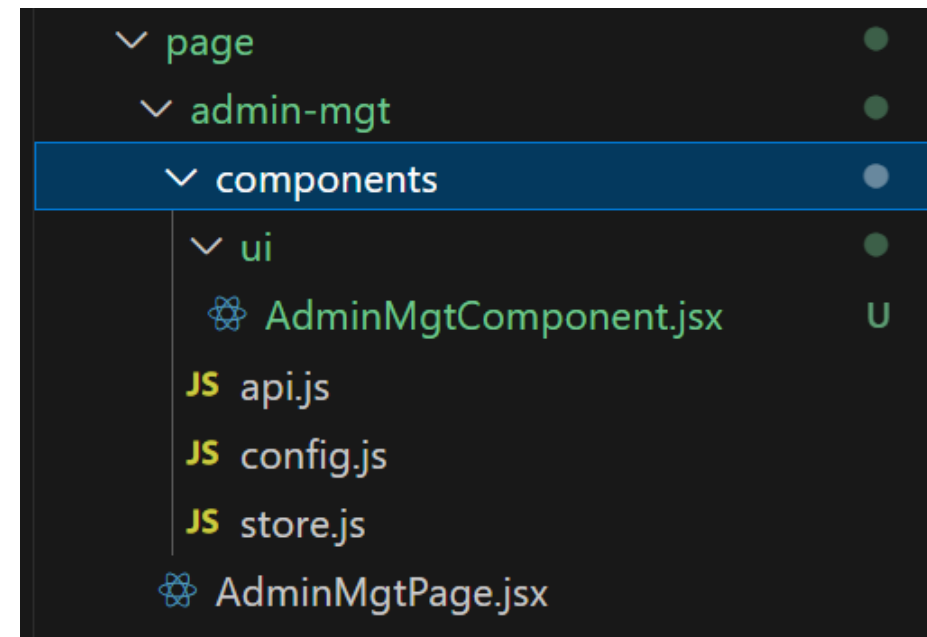 page
admin-mgt
components
ui
AdminMgtComponent.jsx U
JS api.js
JS config.js
JS store.js
AdminMgtPage.jsx